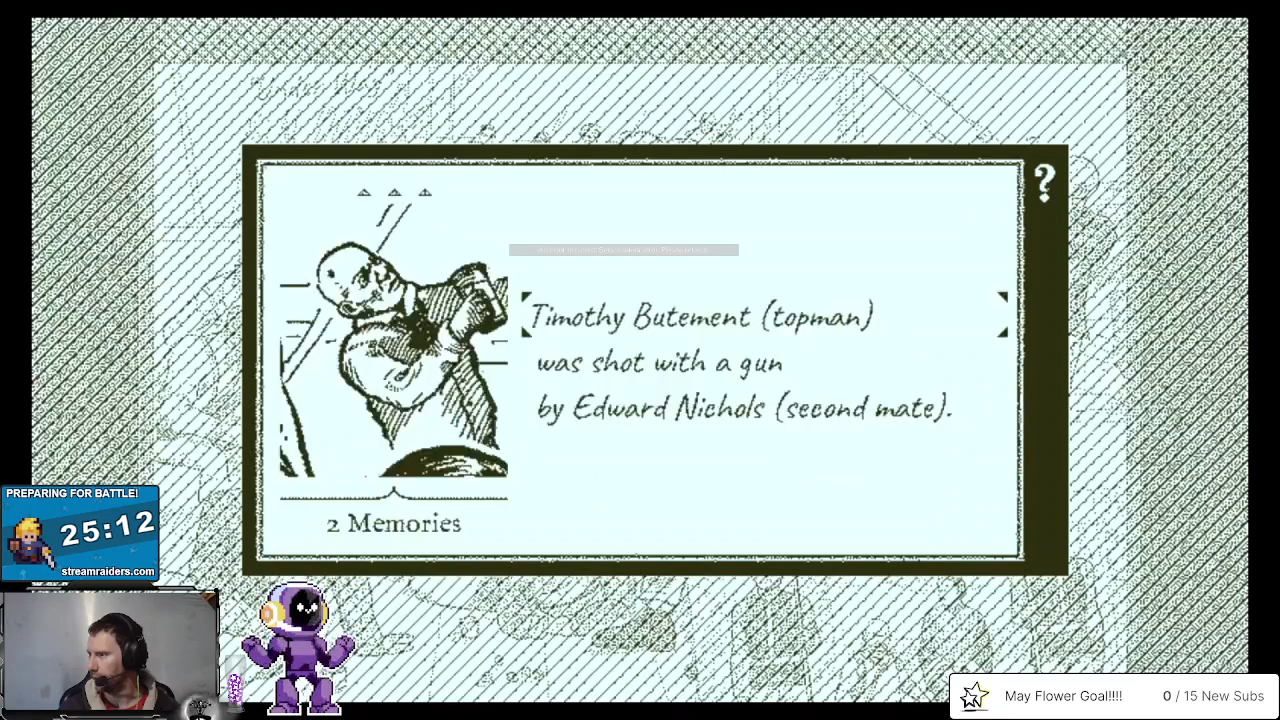 ?
Timothy Butement (topman)
was shot with a gun
by Edward Nichols (second mate).
2 Memories
PREPARING FOR BATTLE!
25:12
streamraiders.com
May Flower Goal!!!! 0 / 15 New Subs